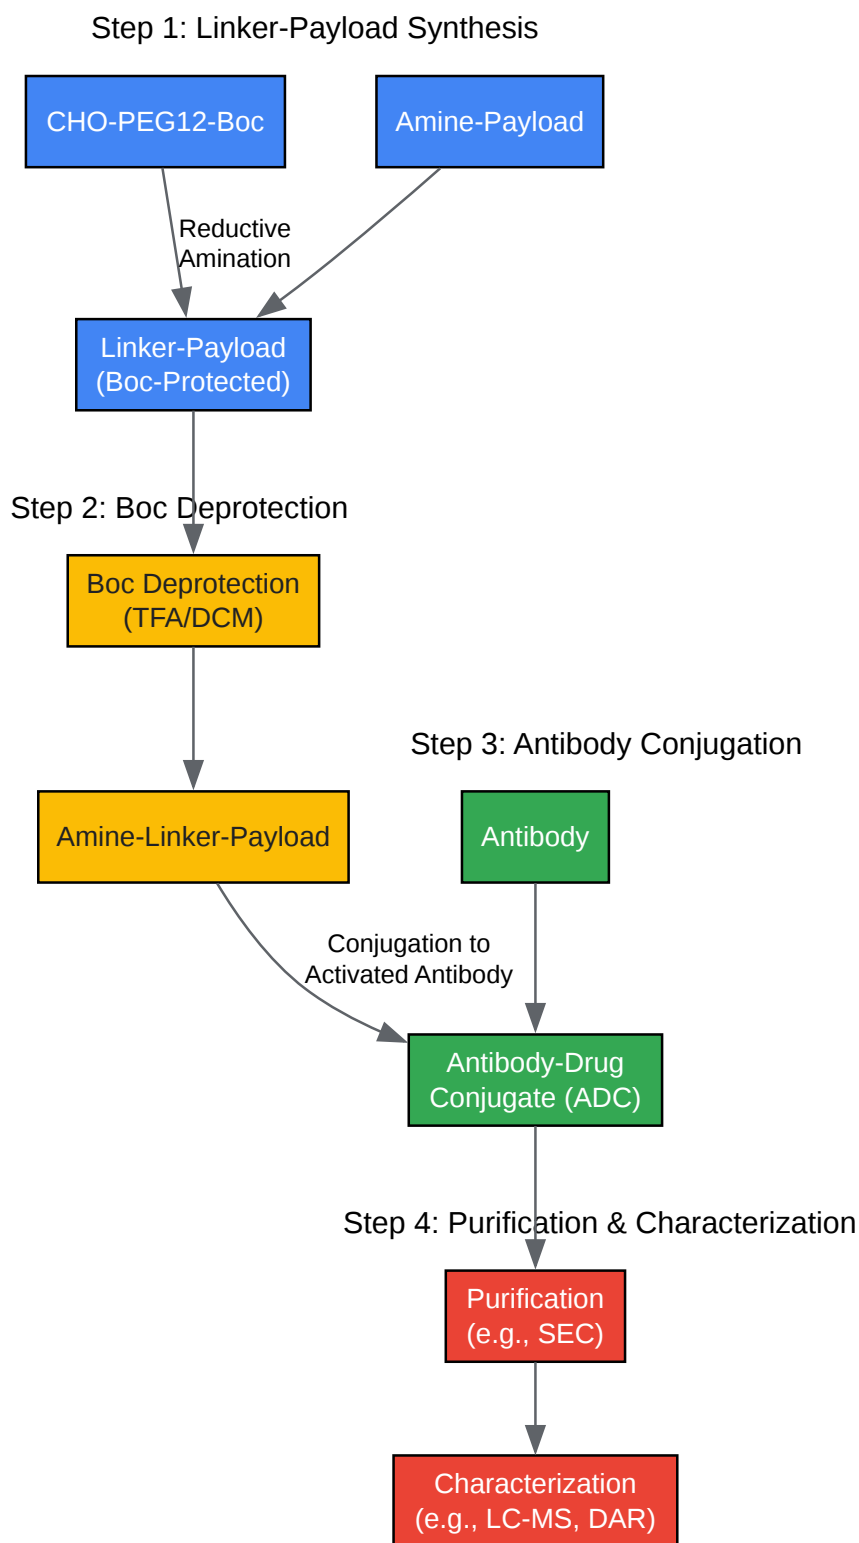 Step 1: Linker-Payload Synthesis
CHO-PEG12-Boc
Amine-Payload
Reductive
Amination
Linker-Payload
(Boc-Protected)
Step 2: Boc Deprotection
Boc Deprotection
(TFA/DCM)
Step 3: Antibody Conjugation
Amine-Linker-Payload
Antibody
Conjugation to
Activated Antibody
Antibody-Drug
Conjugate (ADC)
Step 4: Purification & Characterization
Purification
(e.g., SEC)
Characterization
(e.g., LC-MS, DAR)